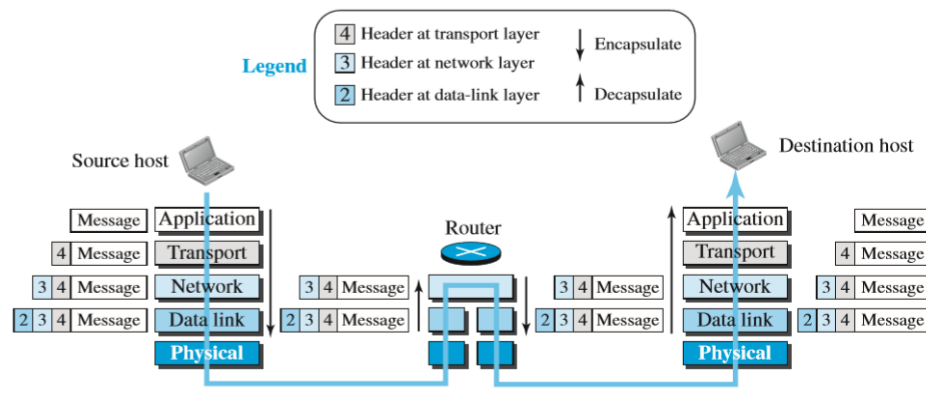 4 Header at transport layer
Encapsulate
Legend
3 Header at network layer
2 Header at data-link layer
Decapsulate
Source host
Destination host
Message Application
Router
Application Message
4 Message Transport
Transport 4 Message
3 4 Message Network
3 4 Message
3 4 Message
Network 3 4 Message
2 3 4 Message Data link
2 3 4 Message
2 3 4 Message
Data link 2 3 4 Message
Physical
Physical